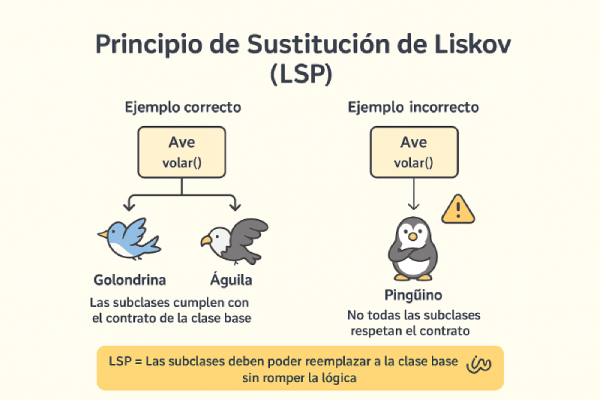 Principio de Sustitución de Liskov
(LSP)
Ejemplo correcto
Ave
volar()
Golondrina
Águila
Las subclases cumplen con
el contrato de la clase base
Ejemplo incorrecto
Ave
volar()
Pingüino
No todas las subclases
respetan el contrato
LSP = Las subclases deben poder reemplazar a la clase base
sin romper la lógica